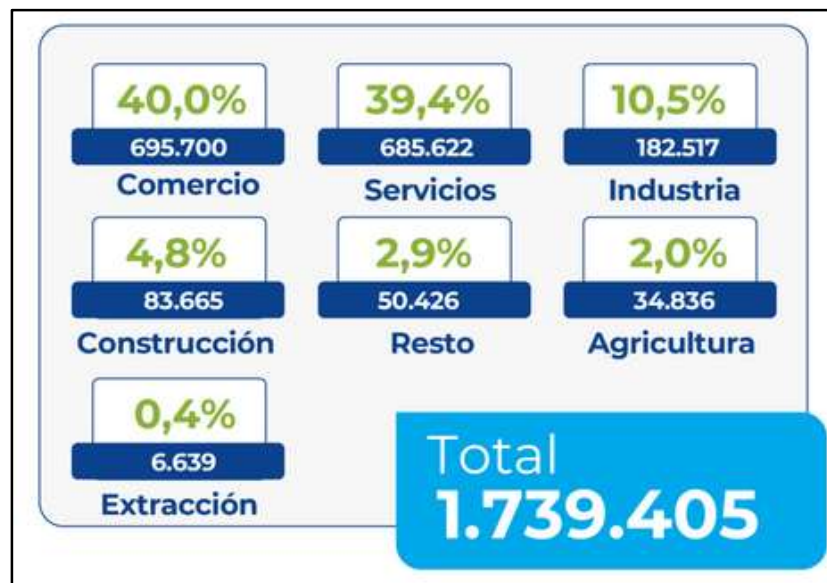 40,0%
695.700
Comercio
39,4%
685.622
Servicios
10,5%
182.517
Industria
4,8%
83.665
Construcción
2,9%
50.426
Resto
2,0%
34.836
Agricultura
0,4%
6.639
Extracción
Total
1.739.405